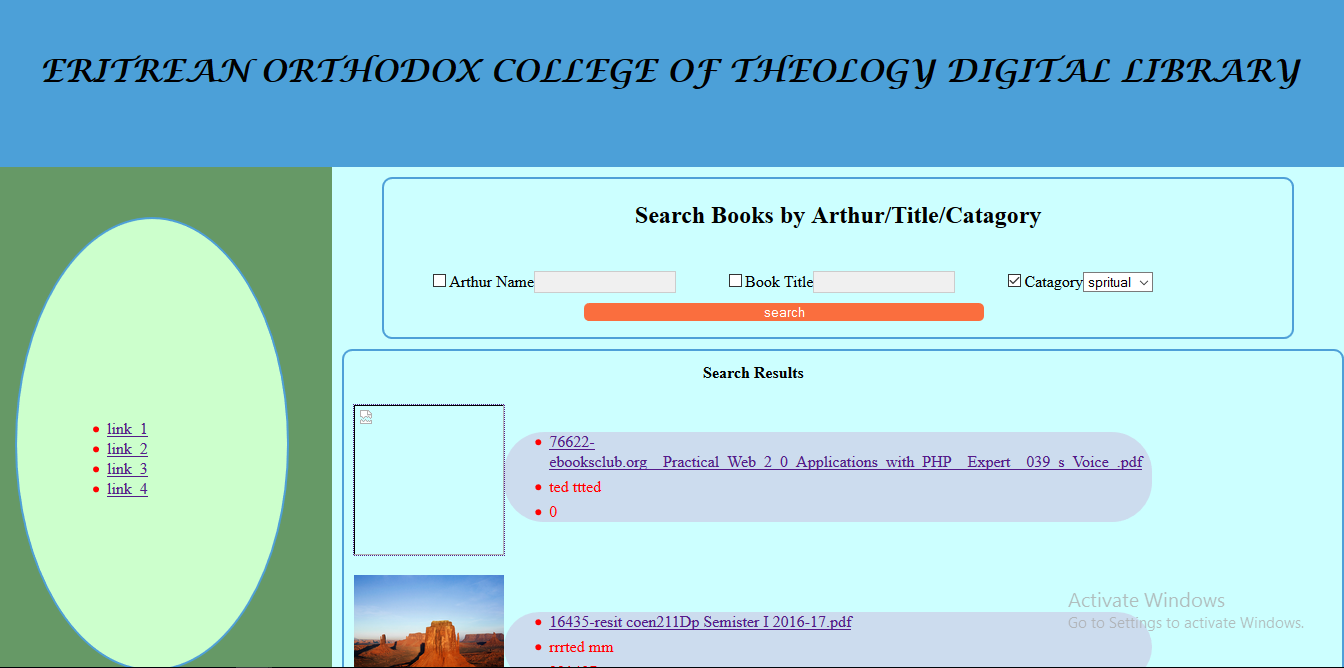 ERITREAN ORTHODOX COLLEGE OF THEOLOGY DIGITAL LIBRARY
Search Books by Arthur/Title/Catagory
Arthur Name Book Title Catagory spritual
search
link_1
link_2
link_3
link_4
Search Results
76622-
ebooksclub.org__Practical_Web_2_0_Applications_with_PHP__Expert__039_s_Voice_.pdf
ted ttted
0
16435-resit coen211Dp Semister I 2016-17.pdf
rrrted mm
Activate Windows
Go to Settings to activate Windows.